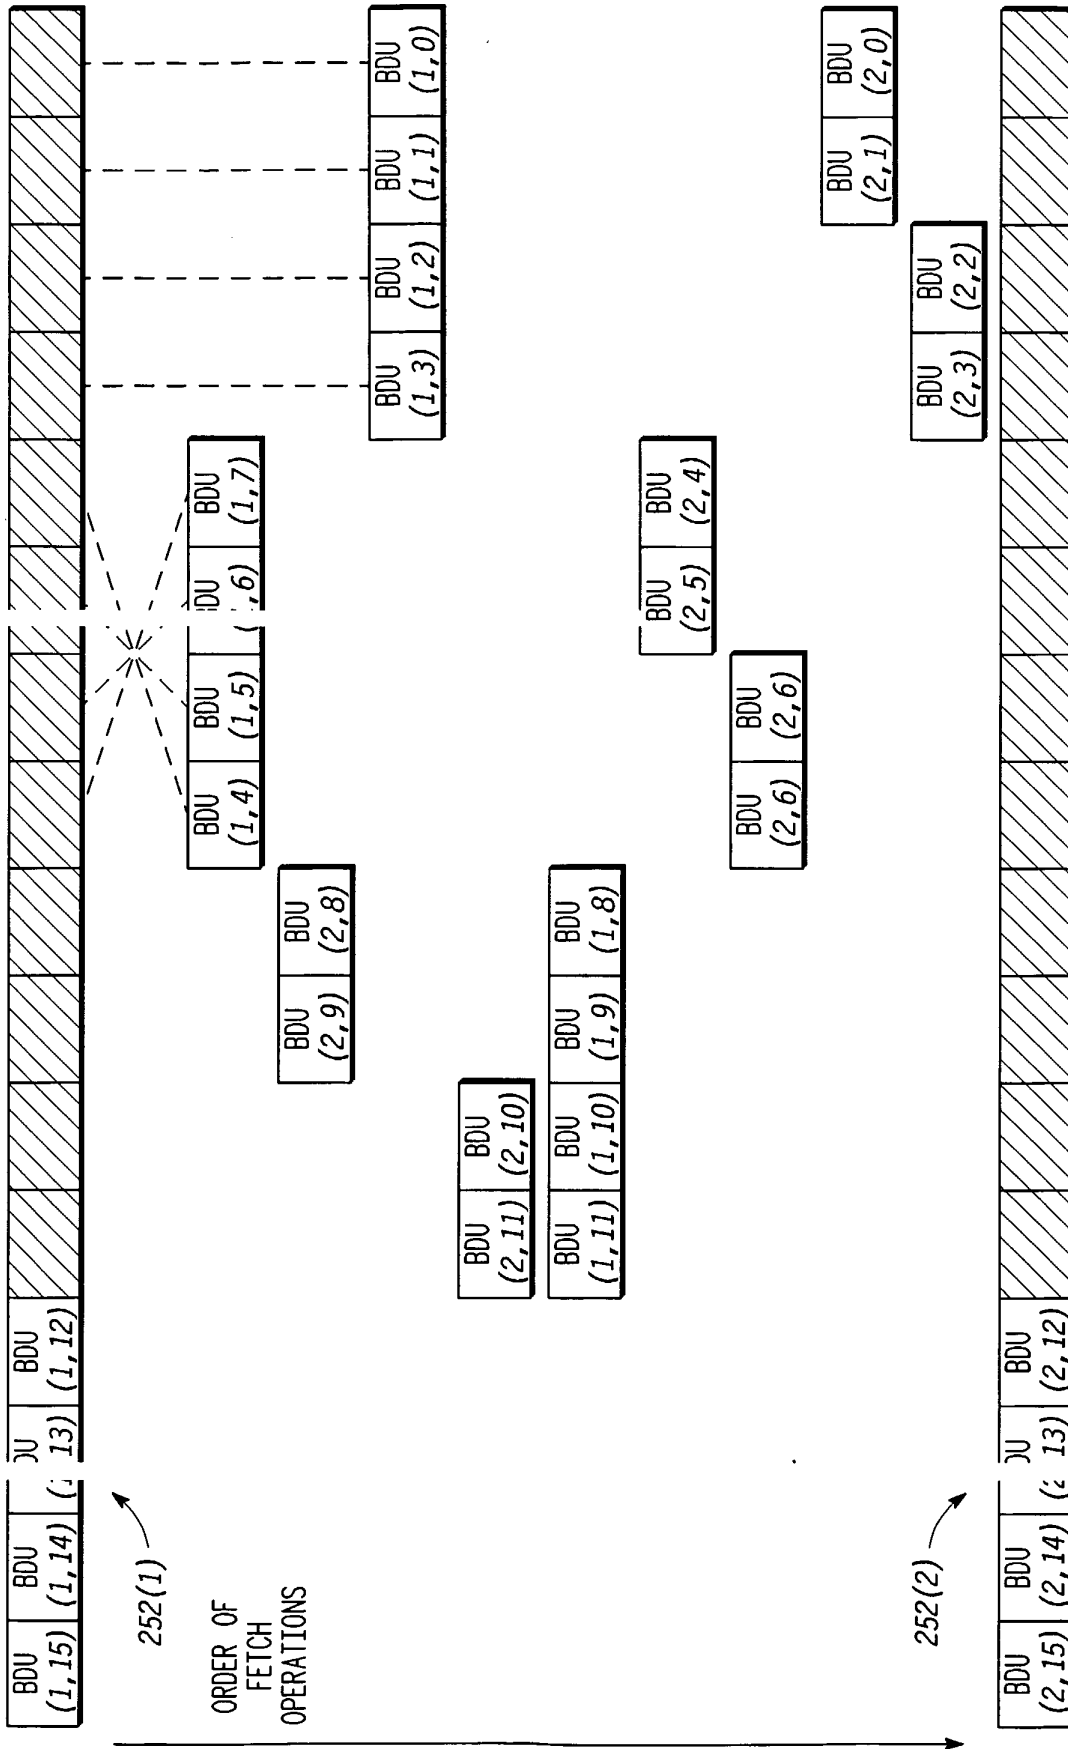 BDU
(1,15)
BDU
(1,14)
13)
BDU
(1,12)
252(1)
ORDER OF
FETCH
OPERATIONS
BDU
(1,4)
BDU
(1,5)
,6)
BDU
(1,7)
BDU
(2,9)
BDU
(2,8)
BDU
(1,3)
BDU
(1,2)
BDU
(1,1)
BDU
(1,0)
BDU
(2,11)
BDU
(2,10)
BDU
(1,11)
BDU
(1,10)
BDU
(1,9)
BDU
(1,8)
BDU
(2,5)
BDU
(2,4)
BDU
(2,6)
BDU
(2,6)
BDU
(2,1)
BDU
(2,0)
BDU
(2,3)
BDU
(2,2)
252(2)
BDU
(2,15)
BDU
(2,14)
13)
BDU
(2,12)